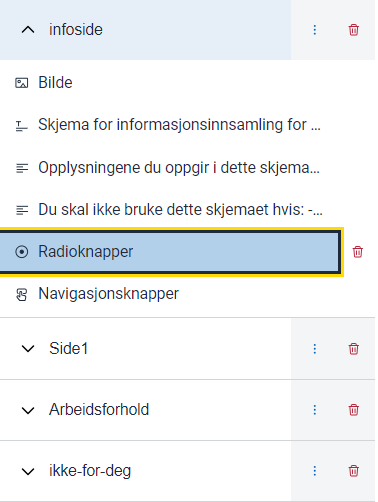 infoside
Bilde
Skjema for informasjonsinnsamling for ...
Opplysningene du oppgir i dette skjema...
Du skal ikke bruke dette skjemaet hvis: -...
Radioknapper
Navigasjonsknapper
Side1
Arbeidsforhold
ikke-for-deg